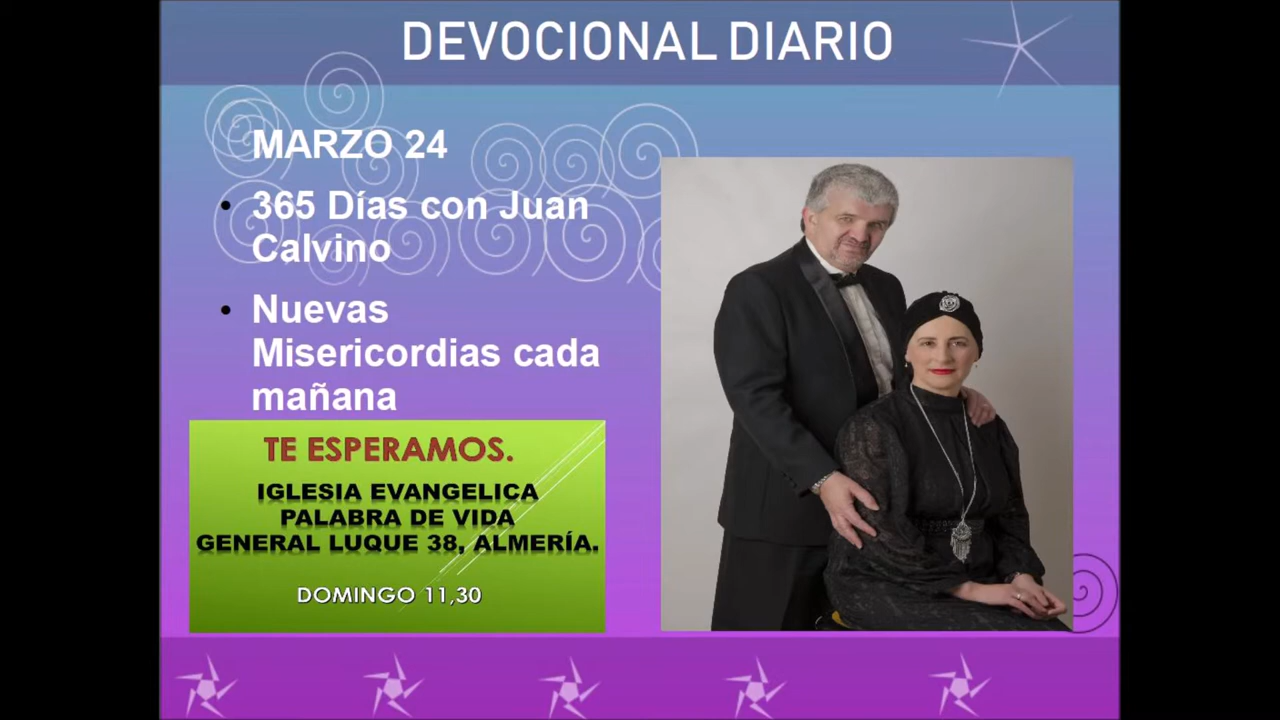 DEVOCIONAL DIARIO
MARZO 24
• 365 Días con Juan
Calvino
• Nuevas
Misericordias cada
mañana
TE ESPERAMOS.
IGLESIA EVANGELICA
PALABRA DE VIDA
GENERAL LUQUE 38, ALMERÍA.
DOMINGO 11,30